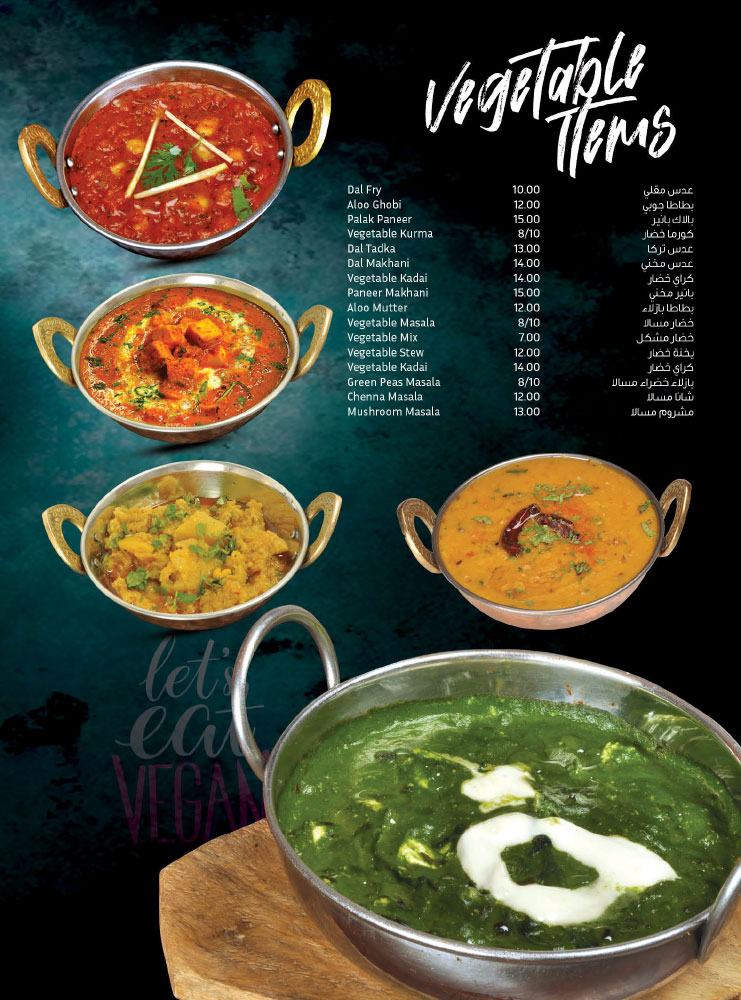 Vegetable
Items
Dal Fry 10.00 عدس مقلي
Aloo Ghobi 12.00 بطاطا جوبي
Palak Paneer 15.00 بالاك بانير
Vegetable Kurma 8/10 كورما خضار
Dal Tadka 13.00 عدس تركا
Dal Makhani 14.00 عدس مخني
Vegetable Kadai 14.00 كراي خضار
Paneer Makhani 15.00 بانير مخني
Aloo Mutter 12.00 بطاطا بازلاء
Vegetable Masala 8/10 خضار مسالا
Vegetable Mix 7.00 خضار مشكل
Vegetable Stew 12.00 يخنة خضار
Vegetable Kadai 14.00 كراي خضار
Green Peas Masala 8/10 بازلاء خضراء مسالا
Chenna Masala 12.00 شانا مسالا
Mushroom Masala 13.00 مشروم مسالا
let's
eat
VEGAN